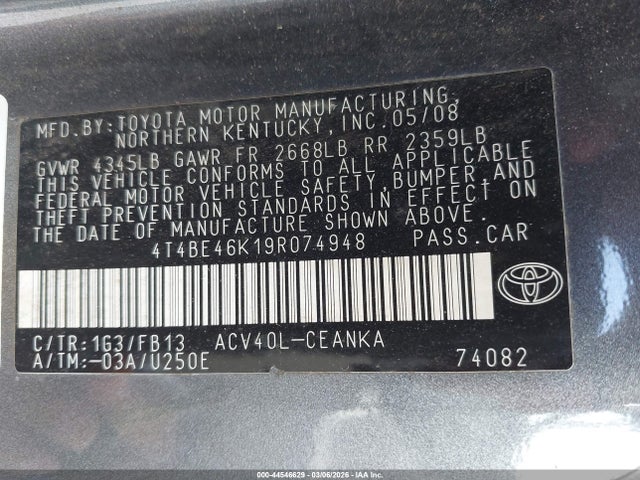 MFD.BY:TOYOTA MOTOR MANUFACTURING,
NORTHERN KENTUCKY,INC.05/08
GVWR 4345LB GAWR FR 2668LB RR 2359LB
THIS VEHICLE CONFORMS TO ALL APPLICABLE
FEDERAL MOTOR VEHICLE SAFETY,BUMPER,AND
THEFT PREVENTION STANDARDS IN EFFECT ON
THE DATE OF MANUFACTURE SHOWN ABOVE.
4T4BE46K19R074948 PASS.CAR
C/TR:1G3/FB13 ACV40L-CEANKA
A/TM:-03A/U250E 74082
000-44546629 - 03/06/2026 - IAAI